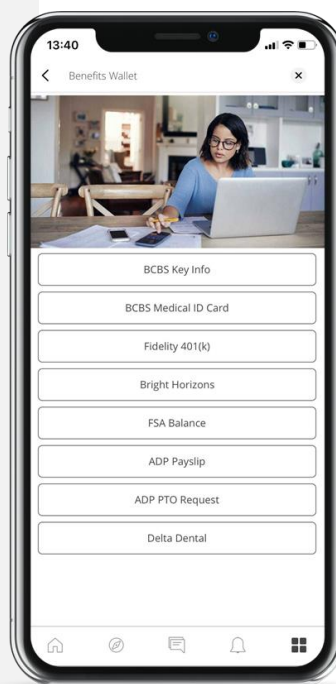 13:40
Benefits Wallet
BCBS Key Info
BCBS Medical ID Card
Fidelity 401(k)
Bright Horizons
FSA Balance
ADP Payslip
ADP PTO Request
Delta Dental